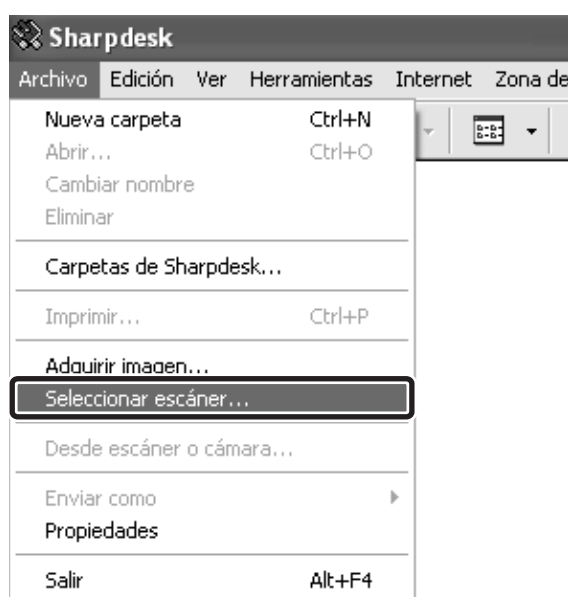 Sharpdesk
Archivo Edición Ver Herramientas Internet Zona de
Nueva carpeta Ctrl+N
Abrir... Ctrl+O
Cambiar nombre
Eliminar
Carpetas de Sharpdesk...
Imprimir... Ctrl+P
Adquirir imagen...
Seleccionar escáner...
Desde escáner o cámara...
Enviar como
Propiedades
Salir Alt+F4